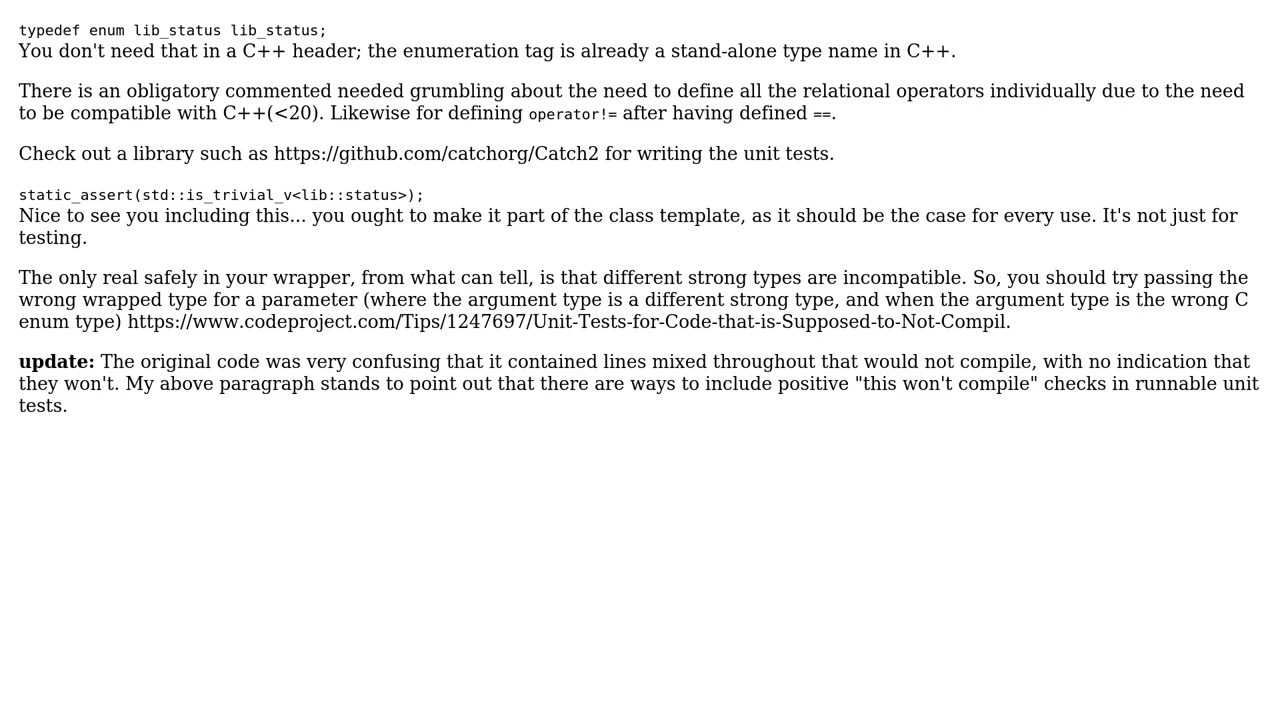 typedef enum lib_status lib_status;
You don't need that in a C++ header; the enumeration tag is already a stand-alone type name in C++.
There is an obligatory commented needed grumbling about the need to define all the relational operators individually due to the need
to be compatible with C++(<20). Likewise for defining operator!= after having defined ==.
Check out a library such as https://github.com/catchorg/Catch2 for writing the unit tests.
static_assert(std::is_trivial_v<lib::status>);
Nice to see you including this... you ought to make it part of the class template, as it should be the case for every use. It's not just for
testing.
The only real safely in your wrapper, from what can tell, is that different strong types are incompatible. So, you should try passing the
wrong wrapped type for a parameter (where the argument type is a different strong type, and when the argument type is the wrong C
enum type) https://www.codeproject.com/Tips/1247697/Unit-Tests-for-Code-that-is-Supposed-to-Not-Compil.
update: The original code was very confusing that it contained lines mixed throughout that would not compile, with no indication that
they won't. My above paragraph stands to point out that there are ways to include positive "this won't compile" checks in runnable unit
tests.